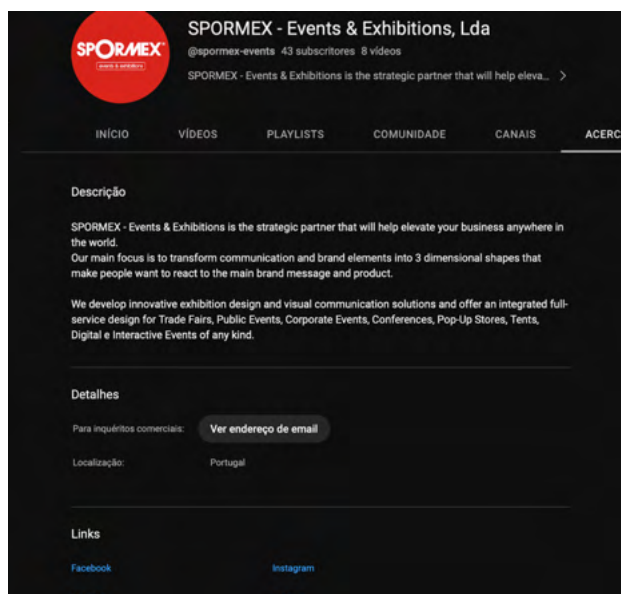 SPORMEX - Events & Exhibitions, Lda
@spormex-events 43 subscritores 8 vídeos
SPORMEX - Events & Exhibitions is the strategic partner that will help eleva... >
SPORMEX
events & exhibitions
INÍCIO VÍDEOS PLAYLISTS COMUNIDADE CANAIS ACERC
Descrição
SPORMEX - Events & Exhibitions is the strategic partner that will help elevate your business anywhere in
the world.
Our main focus is to transform communication and brand elements into 3 dimensional shapes that
make people want to react to the main brand message and product.
We develop innovative exhibition design and visual communication solutions and offer an integrated full-
service design for Trade Fairs, Public Events, Corporate Events, Conferences, Pop-Up Stores, Tents,
Digital e Interactive Events of any kind.
Detalhes
Para inquéritos comerciais: Ver endereço de email
Localização: Portugal
Links
Facebook Instagram